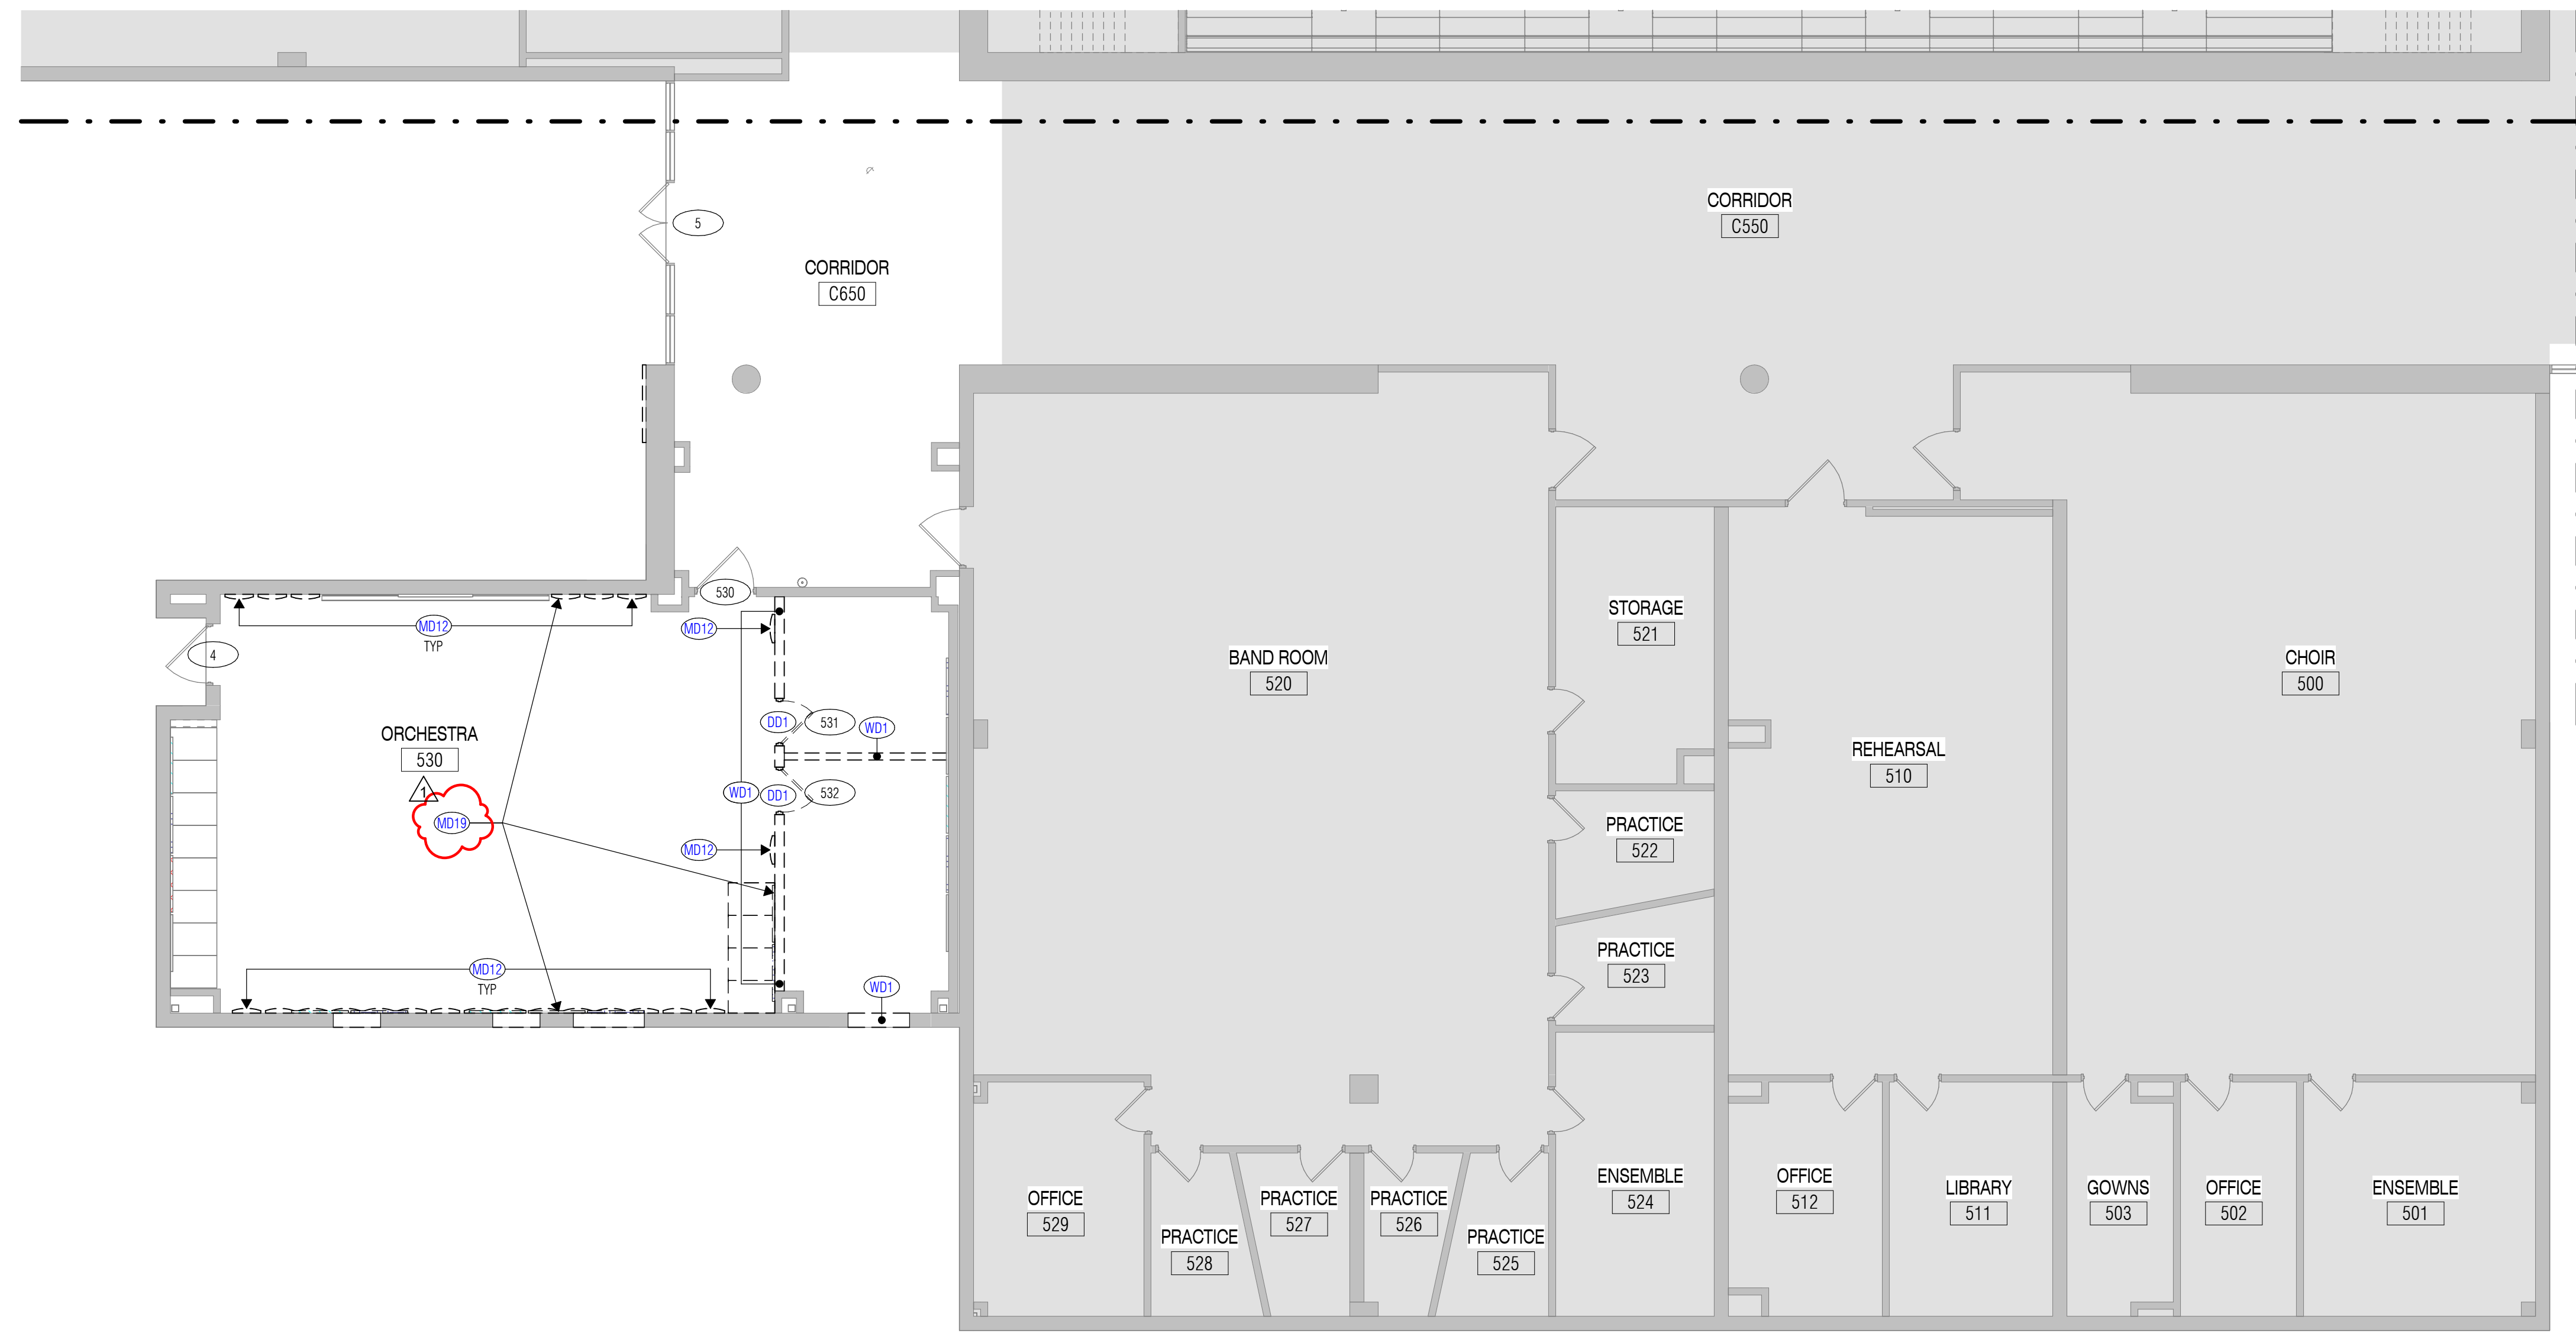 CORRIDOR
C550
5
CORRIDOR
C650
530
MD12
TYP
MD12
4
STORAGE
521
BAND ROOM
520
CHOIR
500
DD1
531
WD1
ORCHESTRA
530
REHEARSAL
510
1
WD1
DD1
532
MD19
PRACTICE
522
MD12
PRACTICE
523
MD12
TYP
WD1
ENSEMBLE
524
OFFICE
512
LIBRARY
511
GOWNS
503
OFFICE
502
ENSEMBLE
501
OFFICE
529
PRACTICE
527
PRACTICE
526
PRACTICE
528
PRACTICE
525